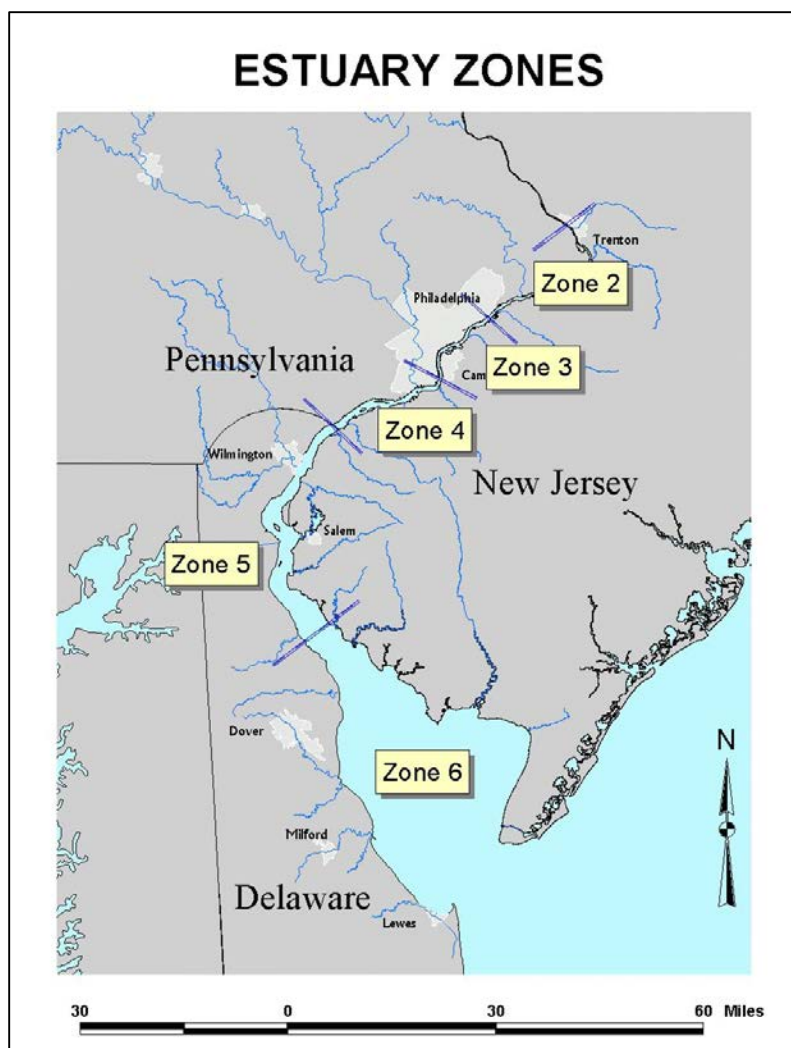 ESTUARY ZONES
Trenton
Zone 2
Philadelphia
Zone 3
Cam
Pennsylvania
Zone 4
Wilmington
New Jersey
Salem
Zone 5
N
Dover
Zone 6
Milford
Delaware
Lewes
30 0 30 60 Miles